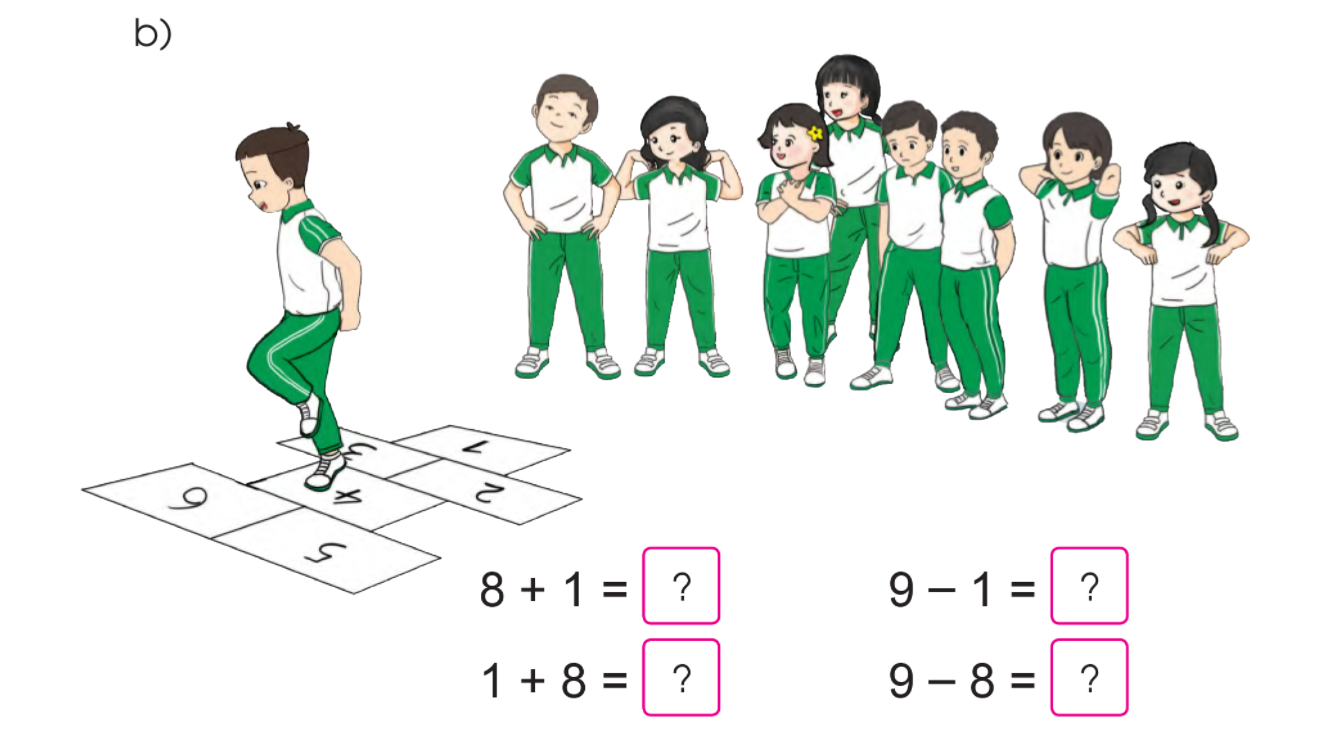 b)
3 1
6 4 2
5
8 + 1 = ? 9 – 1 = ?
1 + 8 = ? 9 – 8 = ?